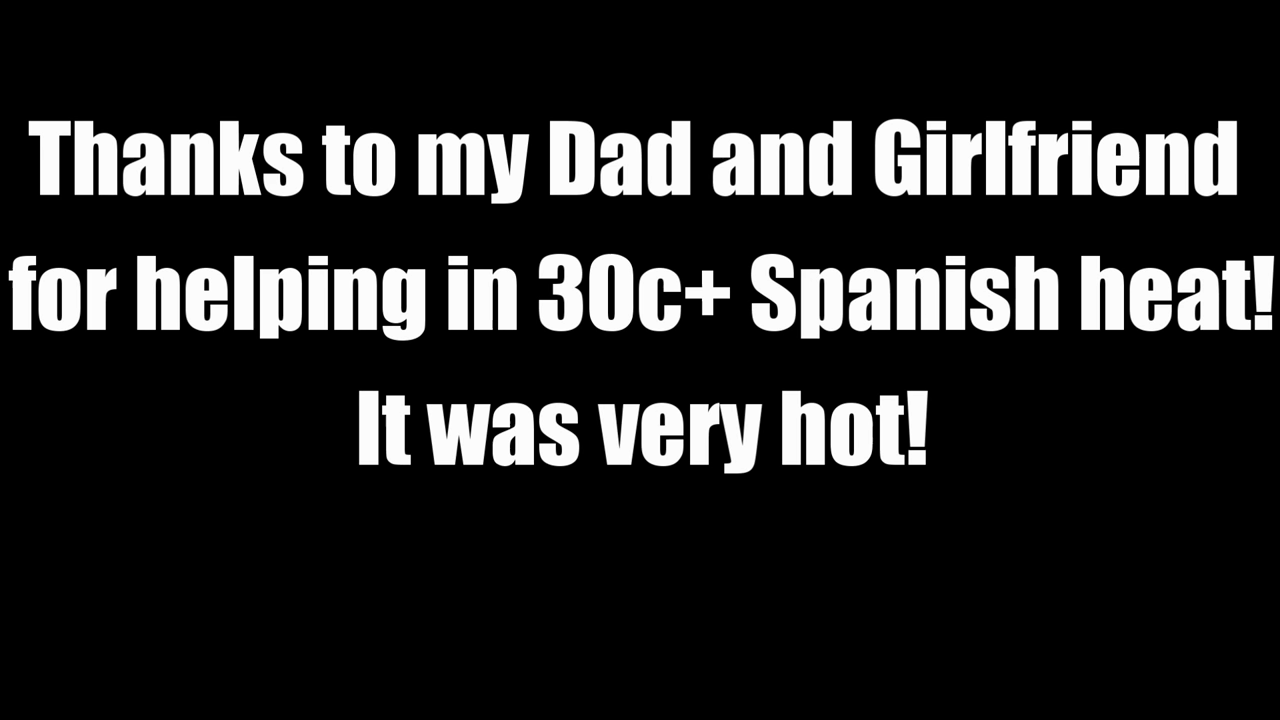 Thanks to my Dad and Girlfriend
for helping in 30c+ Spanish heat!
It was very hot!